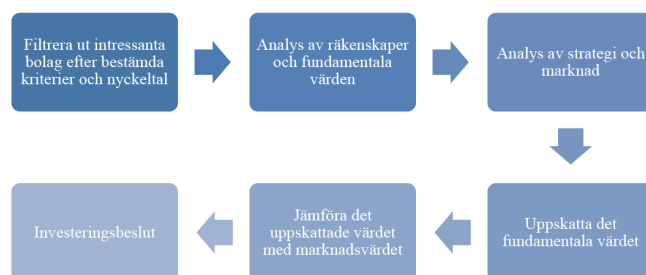 Filtrera ut intressanta
bolag efter bestämda
kriterier och nyckeltal
Analys av räkenskaper
och fundamentala
värden
Analys av strategi och
marknad
Uppskatta det
fundamentala värdet
Jämföra det
uppskattade värdet
med marknadsvärdet
Investeringsbeslut